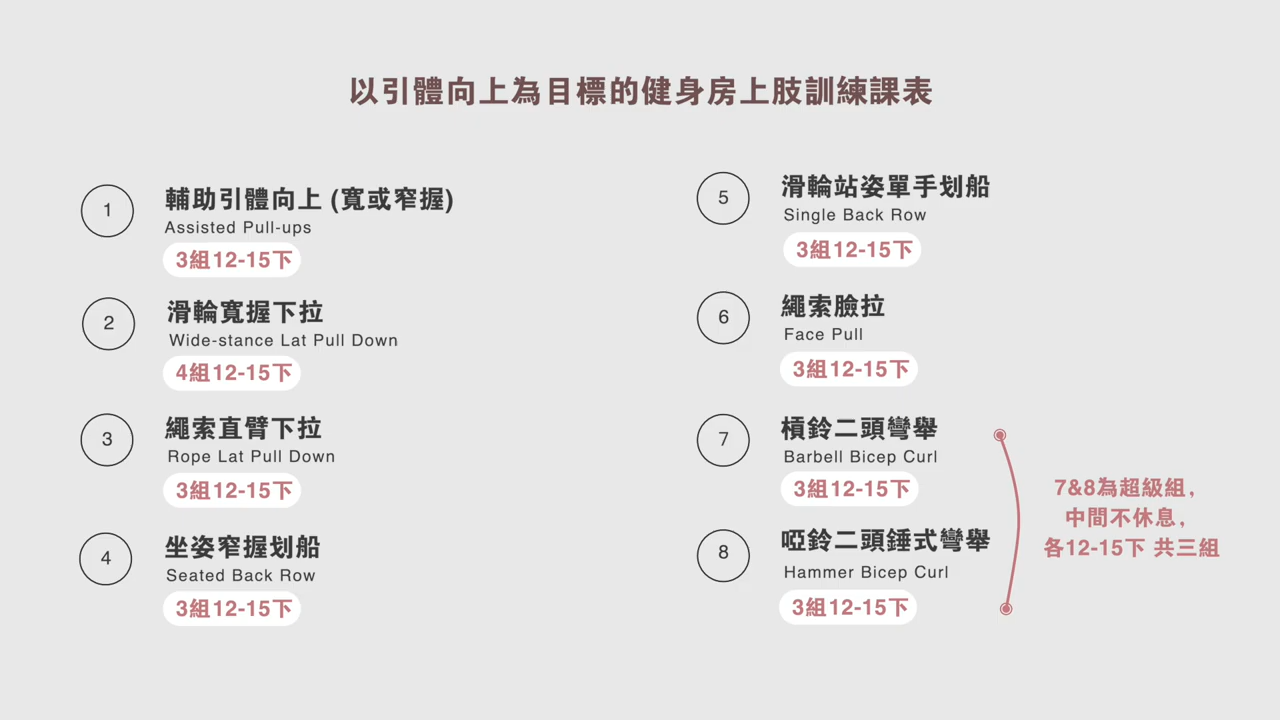 以引體向上為目標的健身房上肢訓練課表
1
輔助引體向上 (寬或窄握)
Assisted Pull-ups
3組12-15下
2
滑輪寬握下拉
Wide-stance Lat Pull Down
4組12-15下
3
繩索直臂下拉
Rope Lat Pull Down
3組12-15下
4
坐姿窄握划船
Seated Back Row
3組12-15下
5
滑輪站姿單手划船
Single Back Row
3組12-15下
6
繩索臉拉
Face Pull
3組12-15下
7
槓鈴二頭彎舉
Barbell Bicep Curl
3組12-15下
8
啞鈴二頭錘式彎舉
Hammer Bicep Curl
3組12-15下
7&8為超級組，
中間不休息，
各12-15下 共三組